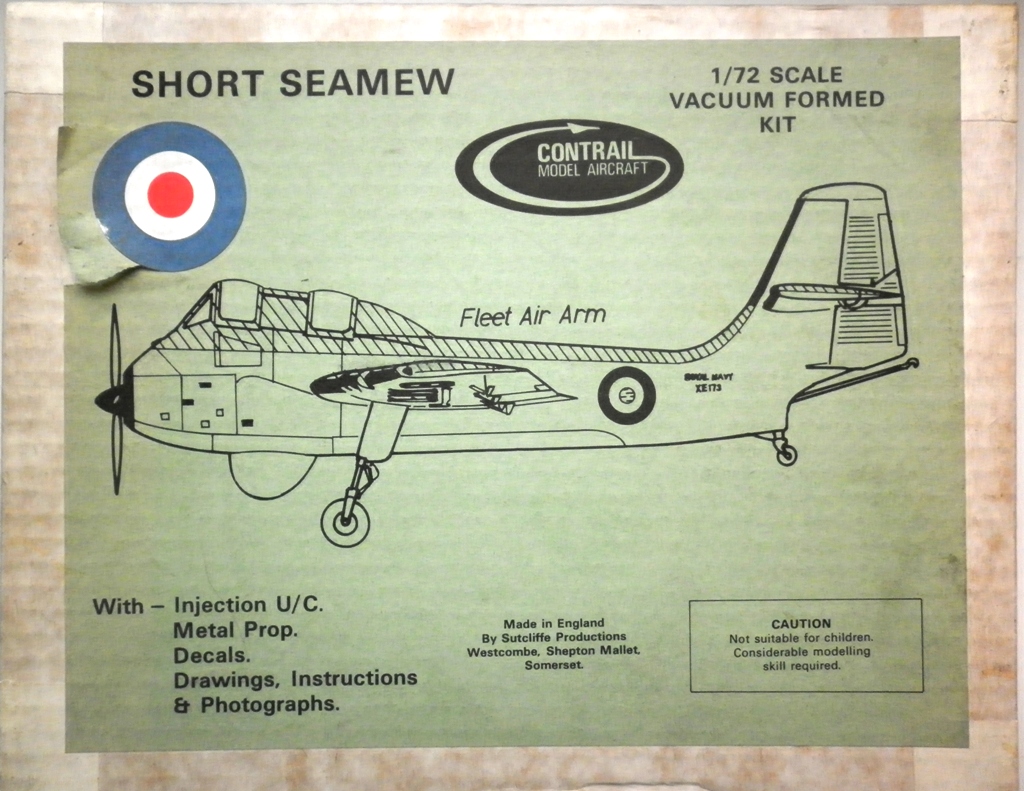 SHORT SEAMEW
1/72 SCALE
VACUUM FORMED
KIT
CONTRAIL
MODEL AIRCRAFT
Fleet Air Arm
NAVY
XE173
With – Injection U/C.
Metal Prop.
Decals.
Drawings, Instructions
& Photographs.
Made in England
By Sutcliffe Productions
Westcombe, Shepton Mallet,
Somerset.
CAUTION
Not suitable for children.
Considerable modelling
skill required.